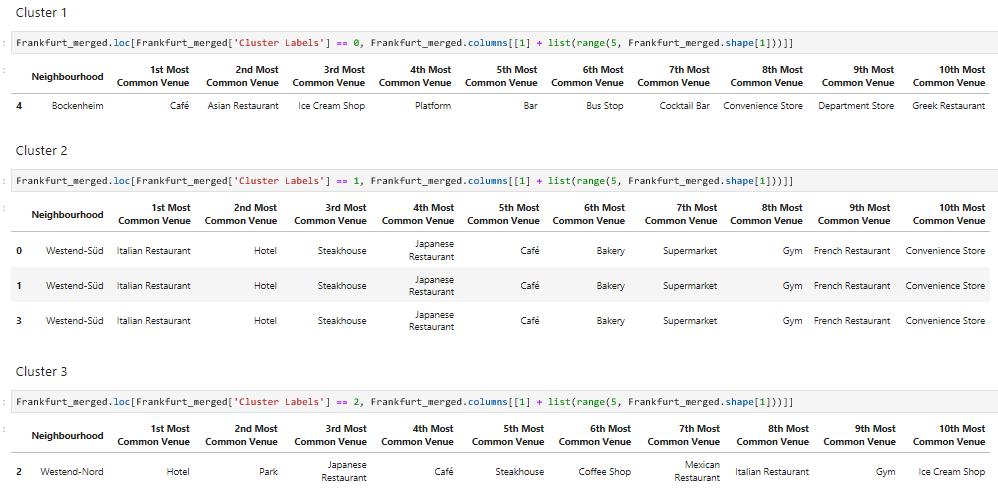 Cluster 1
: Frankfurt_merged.loc[Frankfurt_merged['Cluster Labels'] == 0, Frankfurt_merged.columns[[1] + list(range(5, Frankfurt_merged.shape[1]))]]
:
Neighbourhood 1st Most Common Venue 2nd Most Common Venue 3rd Most Common Venue 4th Most Common Venue 5th Most Common Venue 6th Most Common Venue 7th Most Common Venue 8th Most Common Venue 9th Most Common Venue 10th Most Common Venue
4 Bockenheim Café Asian Restaurant Ice Cream Shop Platform Bar Bus Stop Cocktail Bar Convenience Store Department Store Greek Restaurant
Cluster 2
: Frankfurt_merged.loc[Frankfurt_merged['Cluster Labels'] == 1, Frankfurt_merged.columns[[1] + list(range(5, Frankfurt_merged.shape[1]))]]
:
Neighbourhood 1st Most Common Venue 2nd Most Common Venue 3rd Most Common Venue 4th Most Common Venue 5th Most Common Venue 6th Most Common Venue 7th Most Common Venue 8th Most Common Venue 9th Most Common Venue 10th Most Common Venue
0 Westend-Süd Italian Restaurant Hotel Steakhouse Japanese Restaurant Café Bakery Supermarket Gym French Restaurant Convenience Store
1 Westend-Süd Italian Restaurant Hotel Steakhouse Japanese Restaurant Café Bakery Supermarket Gym French Restaurant Convenience Store
3 Westend-Süd Italian Restaurant Hotel Steakhouse Japanese Restaurant Café Bakery Supermarket Gym French Restaurant Convenience Store
Cluster 3
: Frankfurt_merged.loc[Frankfurt_merged['Cluster Labels'] == 2, Frankfurt_merged.columns[[1] + list(range(5, Frankfurt_merged.shape[1]))]]
:
Neighbourhood 1st Most Common Venue 2nd Most Common Venue 3rd Most Common Venue 4th Most Common Venue 5th Most Common Venue 6th Most Common Venue 7th Most Common Venue 8th Most Common Venue 9th Most Common Venue 10th Most Common Venue
2 Westend-Nord Hotel Park Japanese Restaurant Café Steakhouse Coffee Shop Mexican Restaurant Italian Restaurant Gym Ice Cream Shop